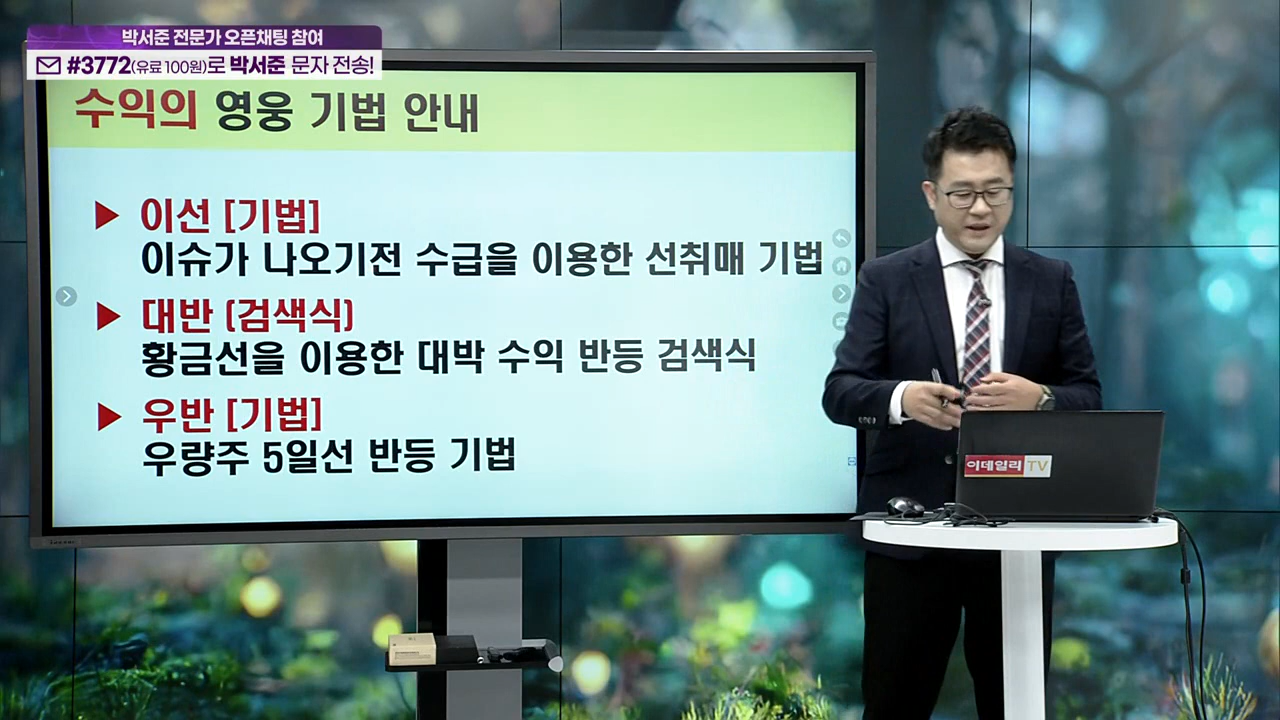 박서준 전문가 오픈채팅 참여
#3772(유료 100원)로 박서준 문자 전송!
수익의 영웅 기법 안내
▶ 이선 [기법]
이슈가 나오기전 수급을 이용한 선취매 기법
▶ 대반 (검색식)
황금선을 이용한 대박 수익 반등 검색식
▶ 우반 [기법]
우량주 5일선 반등 기법
이데일리 TV